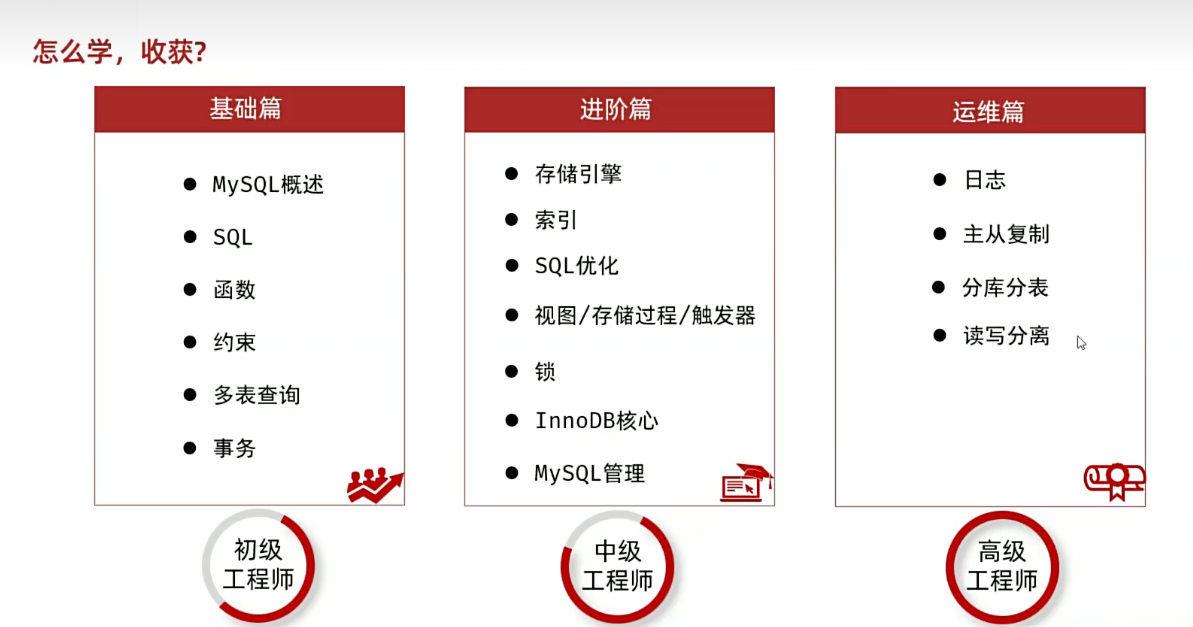 怎么学，收获?
基础篇
MySQL概述
SQL
函数
约束
多表查询
事务
初级
工程师
进阶篇
存储引擎
索引
SQL优化
视图/存储过程/触发器
锁
InnoDB核心
MySQL管理
中级
工程师
运维篇
日志
主从复制
分库分表
读写分离
高级
工程师